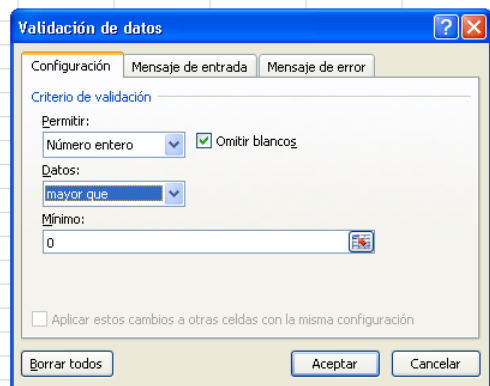 Validación de datos
Configuración Mensaje de entrada Mensaje de error
Criterio de validación
Permitir:
Número entero Omitir blancos
Datos:
mayor que
Mínimo:
0
Aplicar estos cambios a otras celdas con la misma configuración
Borrar todos Aceptar Cancelar